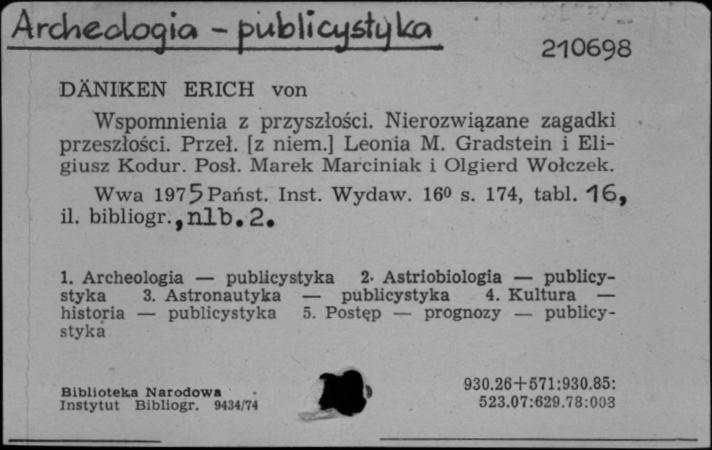 Archeologia – publicystyka
210698
DÄNIKEN ERICH von
Wspomnienia z przyszłości. Nierozwiązane zagadki
przeszłości. Przeł. [z niem.] Leonia M. Gradstein i Eli-
giusz Kodur. Posł. Marek Marciniak i Olgierd Wołczek.
Wwa 1975 Państ. Inst. Wydaw. 16⁰ s. 174, tabl. 16,
il. bibliogr., nlb. 2.
1. Archeologia — publicystyka 2. Astriobiologia — publicy-
styka 3. Astronautyka — publicystyka 4. Kultura —
historia — publicystyka 5. Postęp — prognozy — publicy-
styka
Biblioteka Narodowa
Instytut Bibliogr. 9434/74
930.26+571:930.85:
523.07:629.78:003